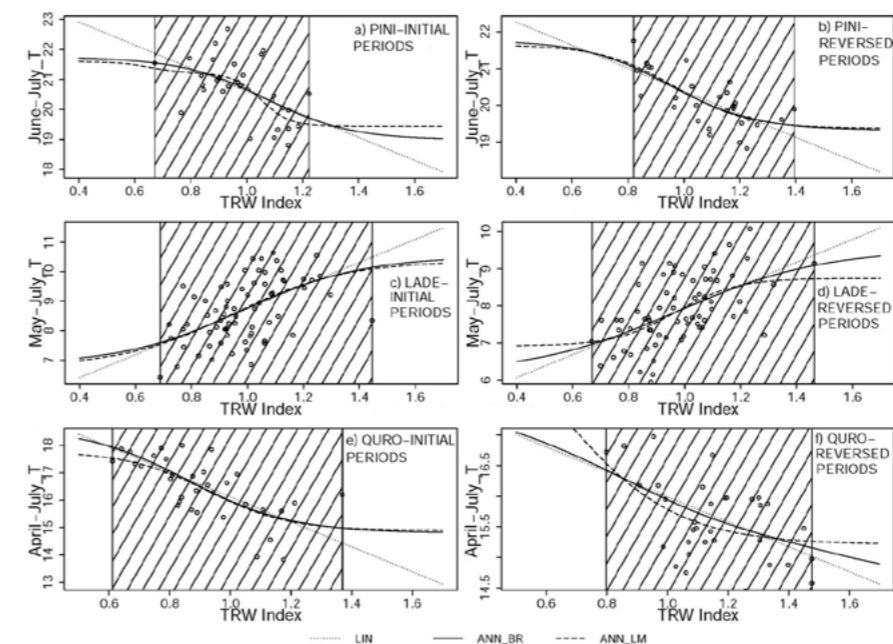 a) PINI-INITIAL
PERIODS
June-July_T
17 18 19 20 21 22 23
0.4 0.6 0.8 1.0 1.2 1.4 1.6
TRW Index
b) PINI-
REVERSED
PERIODS
June-July_T
19 20 21 22
0.4 0.6 0.8 1.0 1.2 1.4 1.6
TRW Index
c) LADE-
INITIAL
PERIODS
May-July_T
7 8 9 10 11
0.4 0.6 0.8 1.0 1.2 1.4 1.6
TRW Index
d) LADE-
REVERSED
PERIODS
May-July_T
6 7 8 9 10
0.4 0.6 0.8 1.0 1.2 1.4 1.6
TRW Index
e) QURO-INITIAL
PERIODS
April-July_T
13 14 15 16 17 18
0.6 0.8 1.0 1.2 1.4 1.6
TRW Index
f) QURO-
REVERSED
PERIODS
April-July_T
14.5 15.5 16.5
0.6 0.8 1.0 1.2 1.4 1.6
TRW Index
LIN ANN_BR ANN_LM